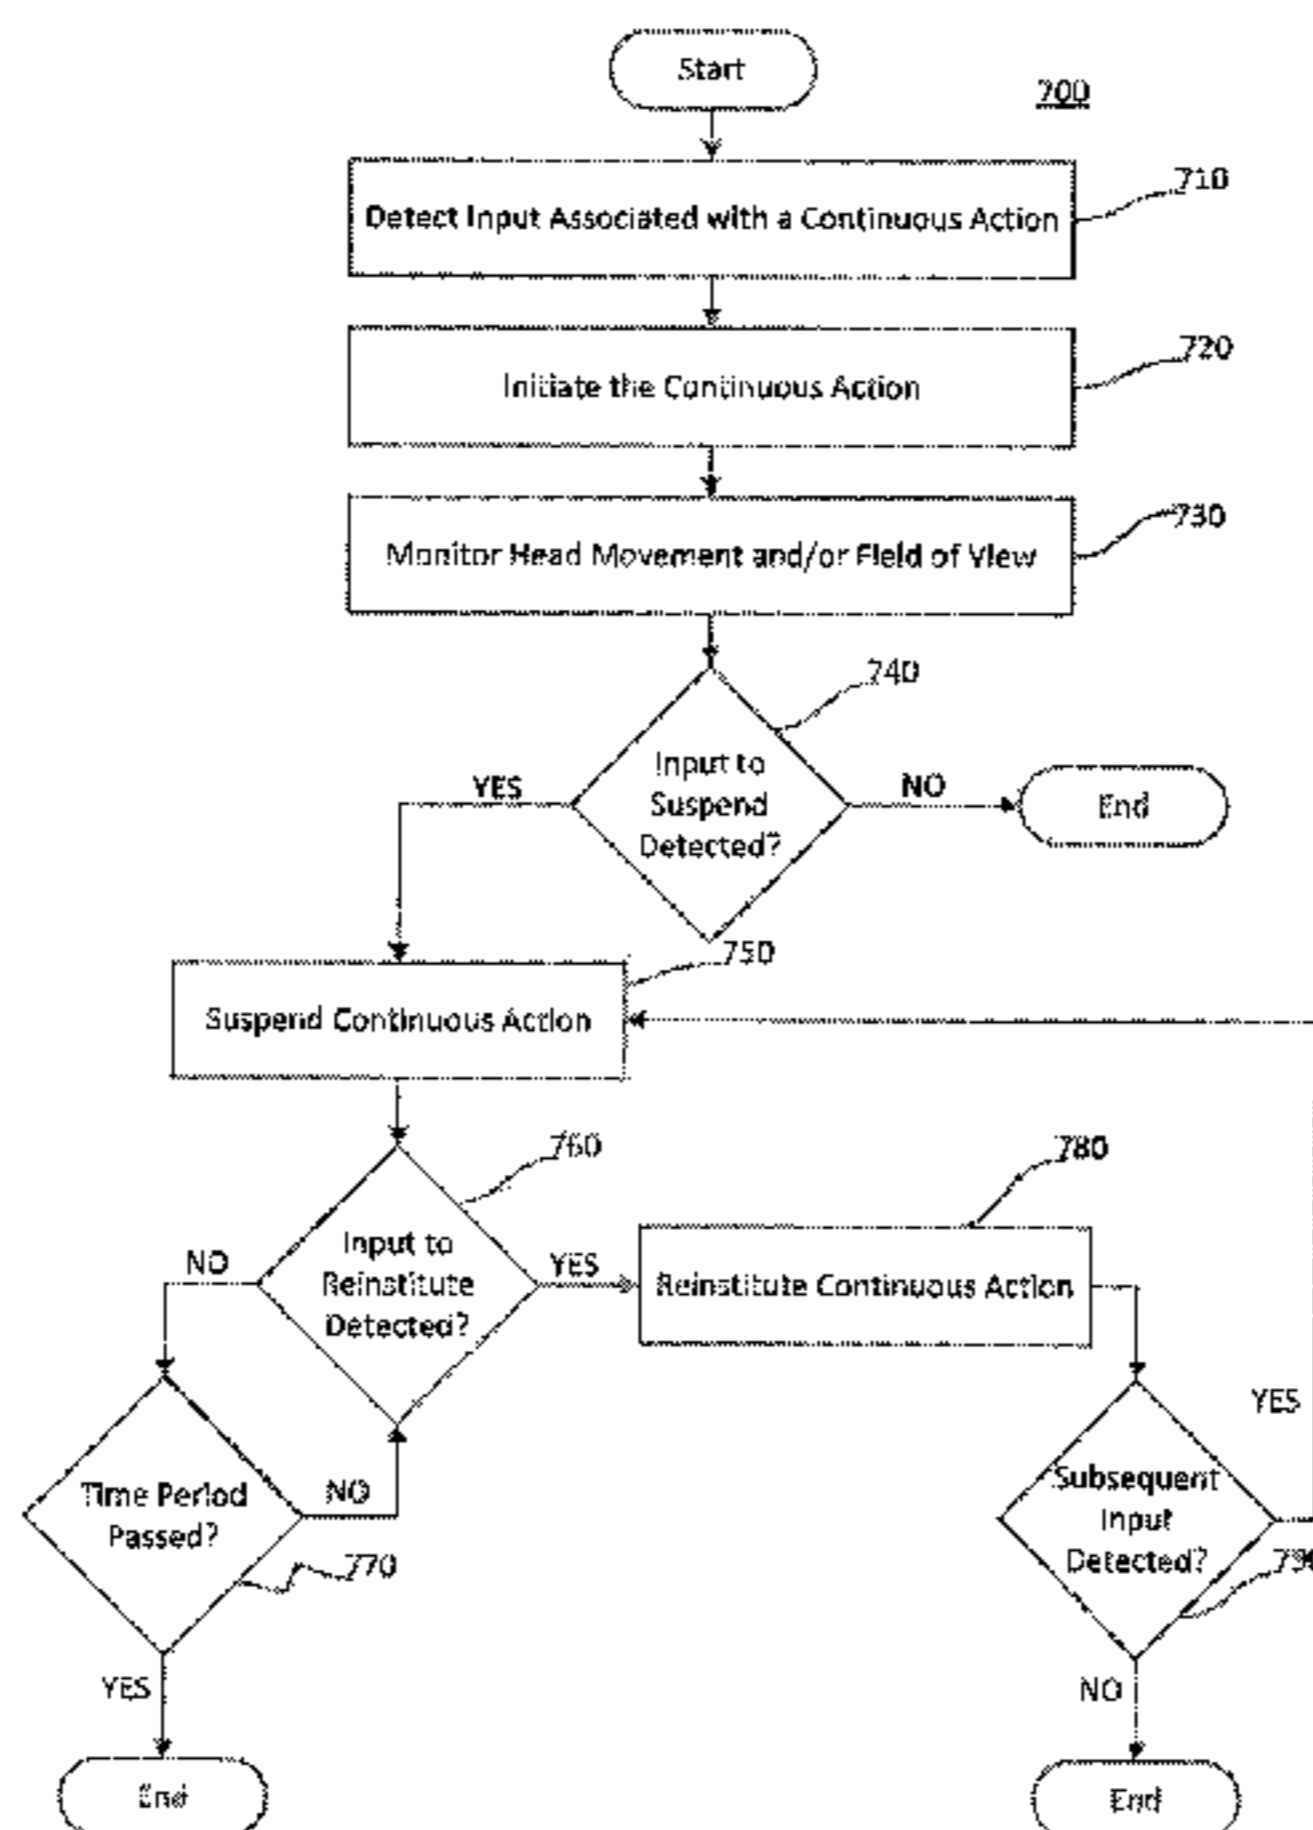 Start
700
Detect Input Associated with a Continuous Action
710
Initiate the Continuous Action
720
Monitor Head Movement and/or Field of View
730
740
Input to
Suspend
Detected?
YES
NO
End
750
Suspend Continuous Action
760
780
Input to
Reinstitute
Detected?
NO
YES
Reinstitute Continuous Action
YES
Time Period
Passed?
NO
770
Subsequent
Input
Detected?
YES
NO
End
End